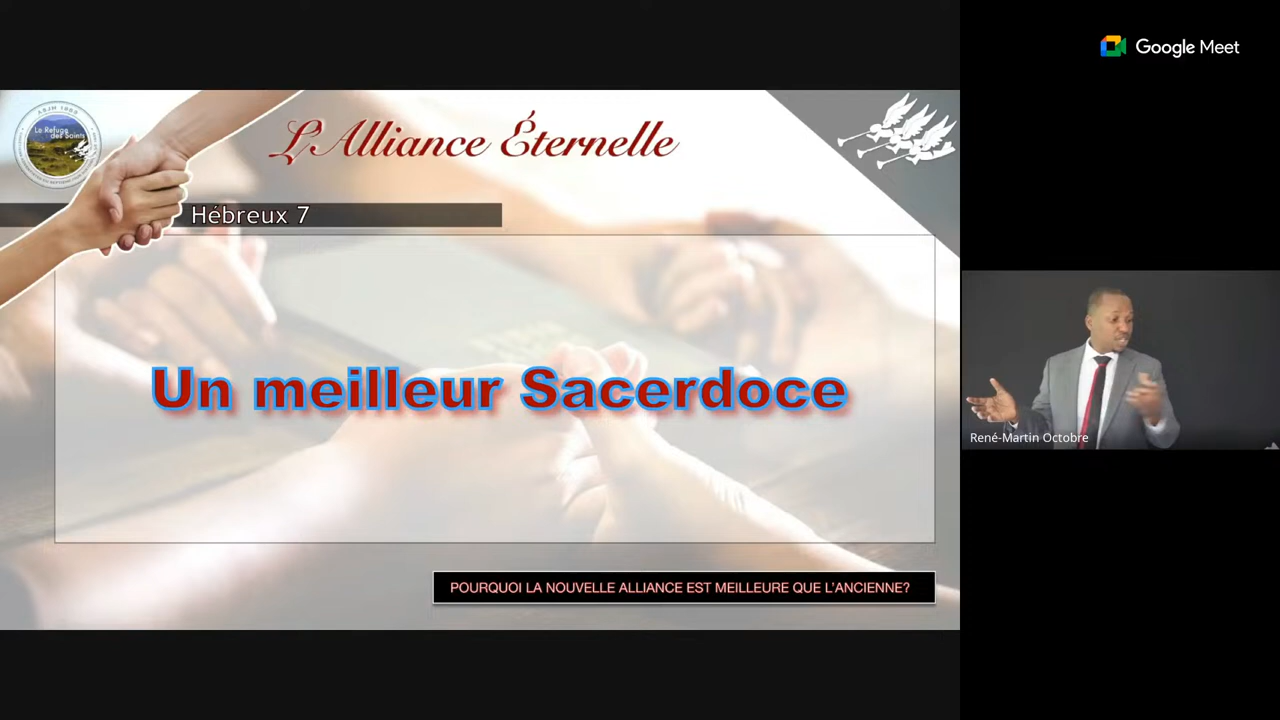 Google Meet
Le Refuge
des Saints
L'Alliance Éternelle
Hébreux 7
Un meilleur Sacerdoce
René-Martin Octobre
POURQUOI LA NOUVELLE ALLIANCE EST MEILLEURE QUE L'ANCIENNE?